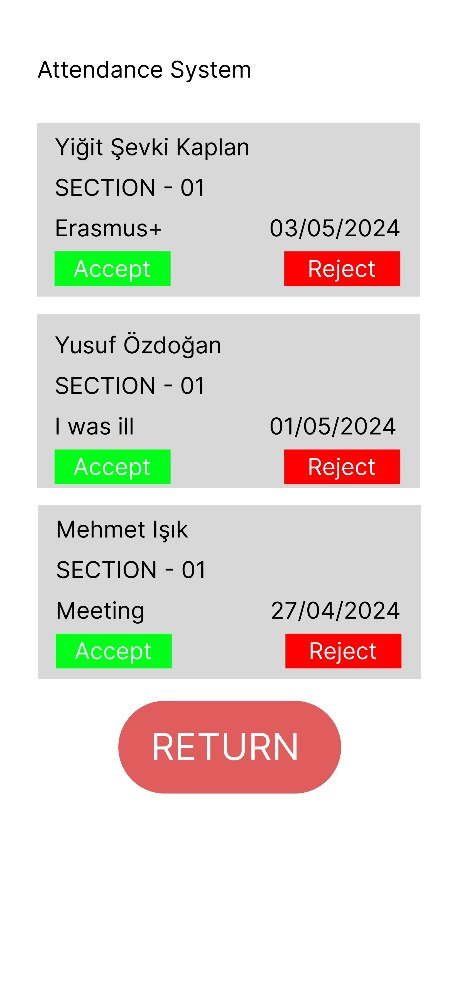 Attendance System
Yiğit Şevki Kaplan
SECTION - 01
Erasmus+ 03/05/2024
Accept Reject
Yusuf Özdoğan
SECTION - 01
I was ill 01/05/2024
Accept Reject
Mehmet Işık
SECTION - 01
Meeting 27/04/2024
Accept Reject
RETURN